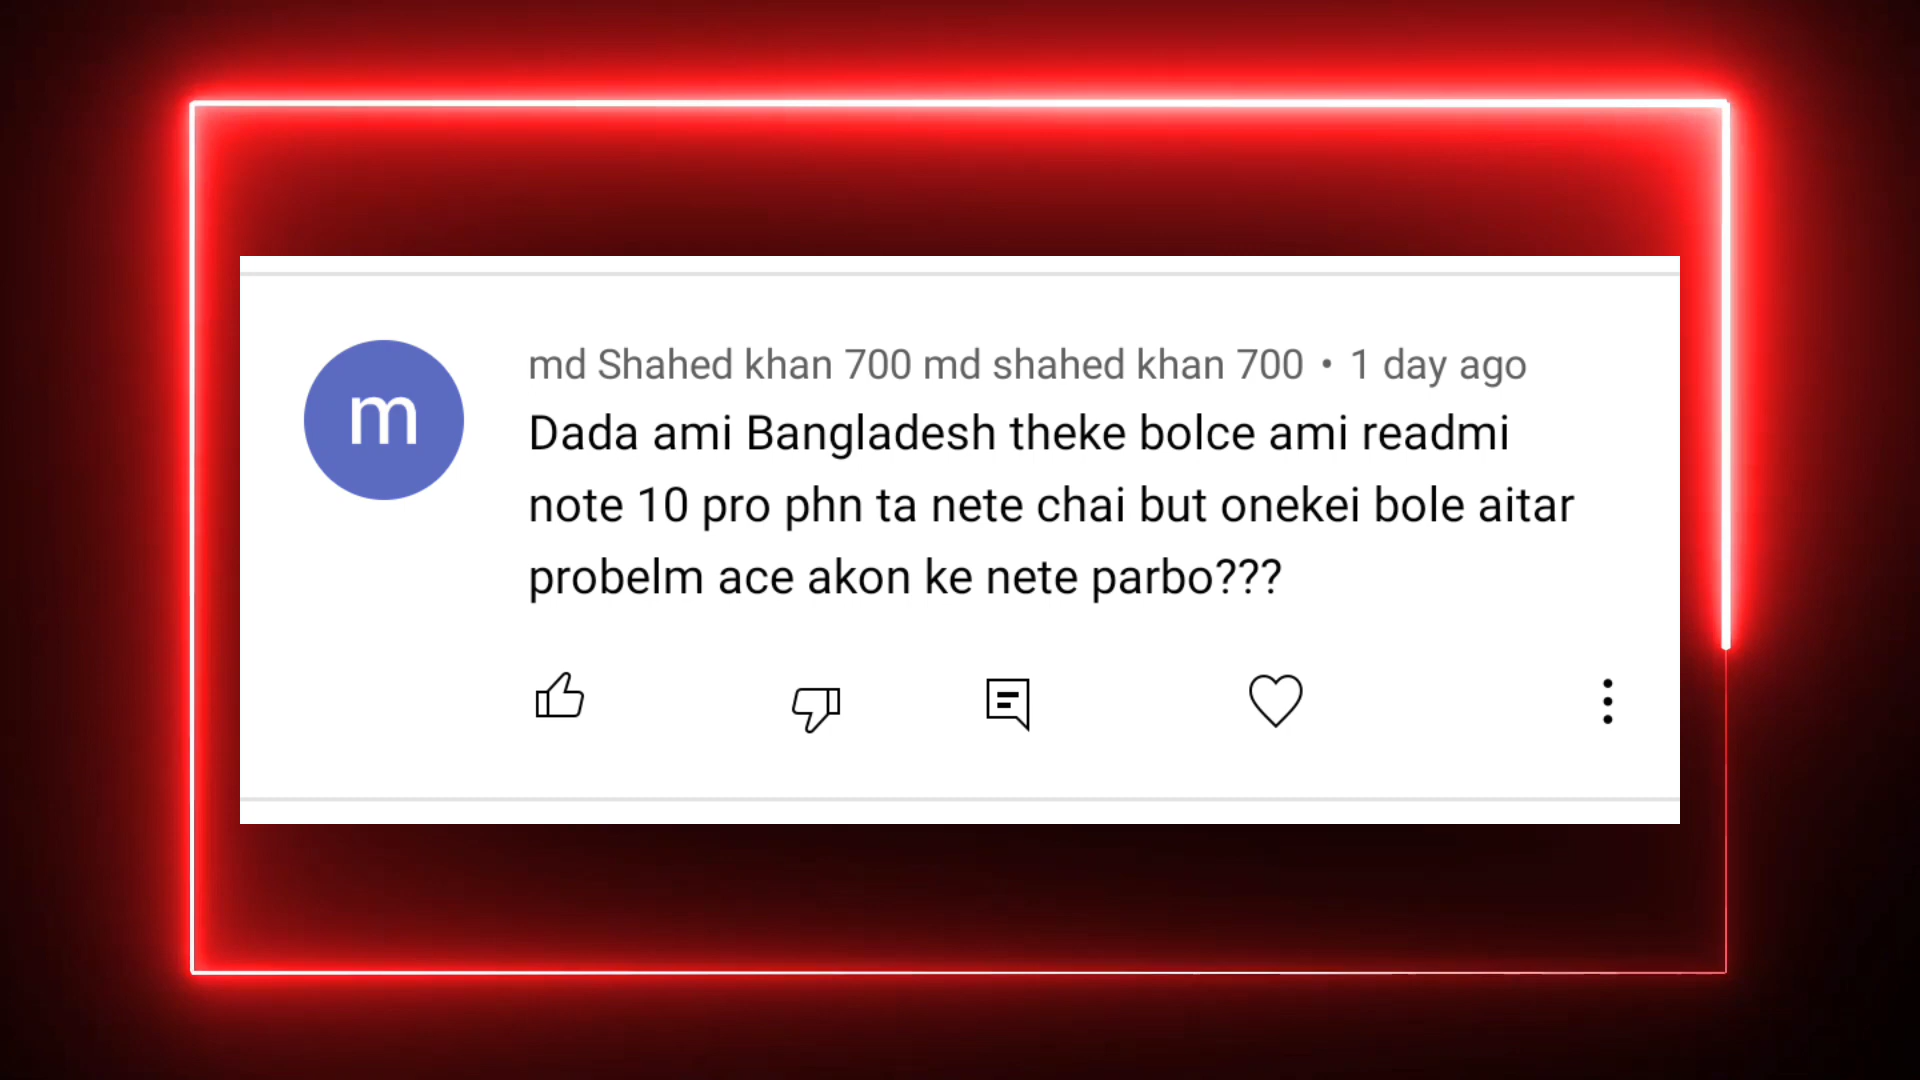 m
md Shahed khan 700 md shahed khan 700 • 1 day ago
Dada ami Bangladesh theke bolce ami readmi
note 10 pro phn ta nete chai but onekei bole aitar
probelm ace akon ke nete parbo???